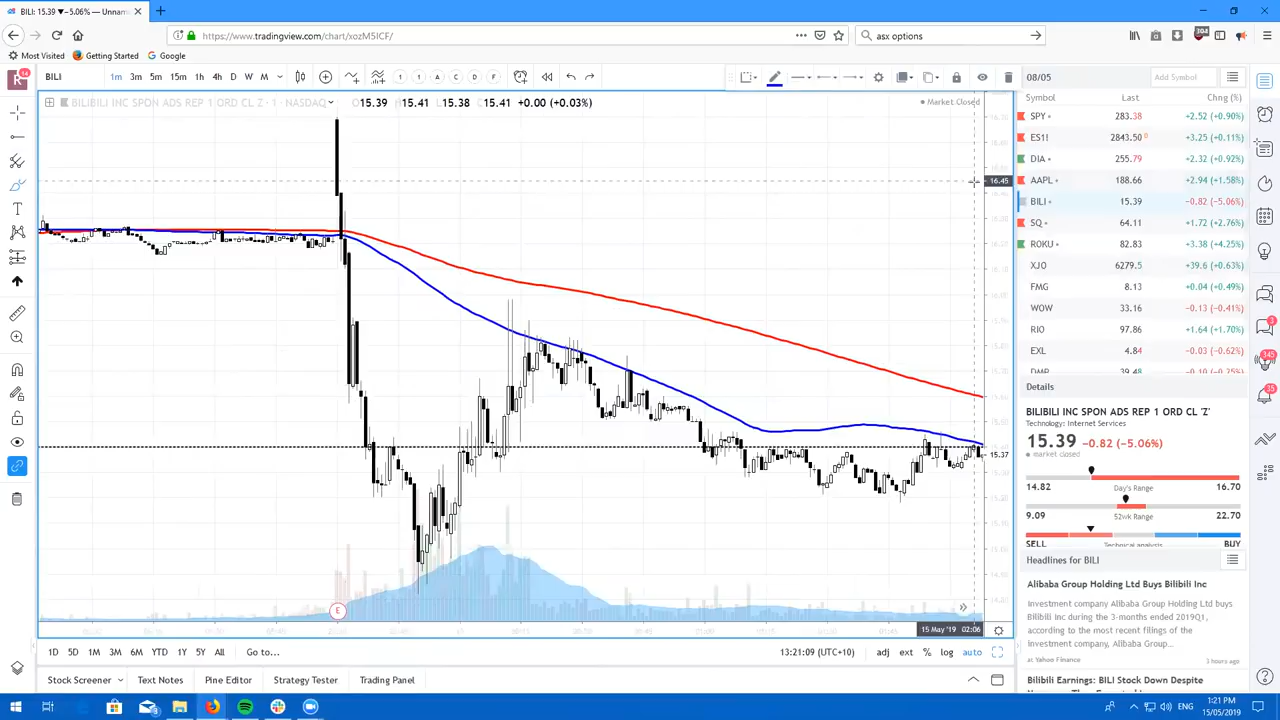 BILI: 15.39 ▼−5.06% — Unnam
https://www.tradingview.com/chart/xozM5ICF/
asx options
Most Visited Getting Started Google
BILI 1m 3m 5m 15m 1h 4h D W M
08/05 Add Symbol
BILIBILI INC SPON ADS REP 1 ORD CL 'Z'
15.39 15.41 L15.38 15.41 +0.00 (+0.03%)
Market Closed
Symbol Last Chng (%)
SPY 283.38 +2.52 (+0.90%)
ES1! 2843.50 +3.25 (+0.11%)
DIA 255.79 +2.32 (+0.92%)
AAPL 188.66 +2.94 (+1.58%)
BILI 15.39 −0.82 (−5.06%)
SQ 64.11 +1.72 (+2.76%)
ROKU 82.83 +3.38 (+4.25%)
XJO 6279.5 +39.6 (+0.63%)
FMG 8.13 +0.04 (+0.49%)
WOW 33.16 −0.13 (−0.41%)
RIO 97.86 +1.64 (+1.70%)
EXL 4.84 −0.03 (−0.62%)
16.45
15.37
Details
BILIBILI INC SPON ADS REP 1 ORD CL 'Z'
Technology: Internet Services
15.39 −0.82 (−5.06%)
market closed
14.82 Day's Range 16.70
9.09 52wk Range 22.70
SELL Technical analysis BUY
Headlines for BILI
Alibaba Group Holding Ltd Buys Bilibili Inc
Investment company Alibaba Group Holding Ltd buys
Bilibili Inc during the 3-months ended 2019Q1,
according to the most recent filings of the
investment company, Alibaba Group...
at Yahoo Finance 3 hours ago
Bilibili Earnings: BILI Stock Down Despite
E
15 May '19 02:06
1D 5D 1M 3M 6M YTD 1Y 5Y All Go to...
13:21:09 (UTC+10) adj ext % log auto
Stock Screener Text Notes Pine Editor Strategy Tester Trading Panel
ENG
1:21 PM
15/05/2019